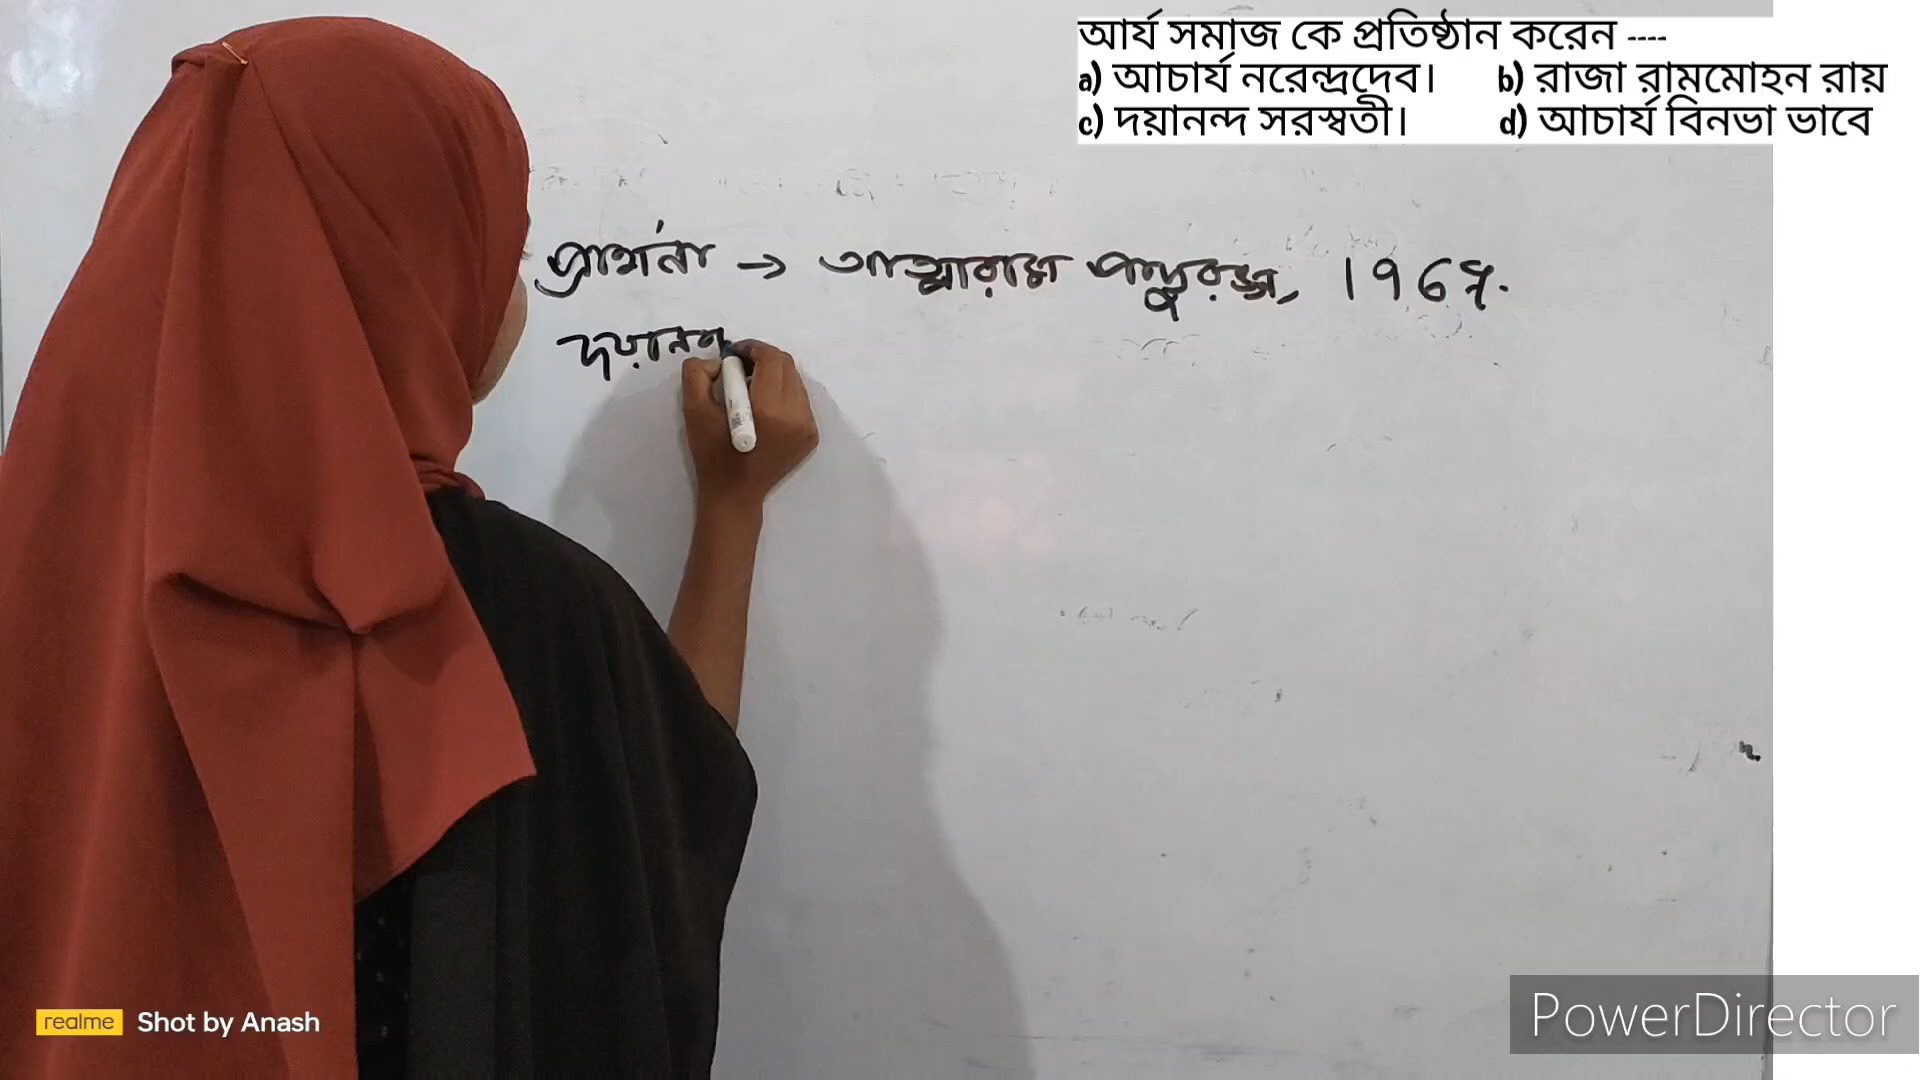 আর্য সমাজ কে প্রতিষ্ঠান করেন ----
a) আচার্য নরেন্দ্রদেব।  b) রাজা রামমোহন রায়
c) দয়ানন্দ সরস্বতী।  d) আচার্য বিনভা ভাবে
প্রার্থনা → আত্মারাম পান্ডুরঙ্গ,
দয়ানন
realme Shot by Anash
PowerDirector